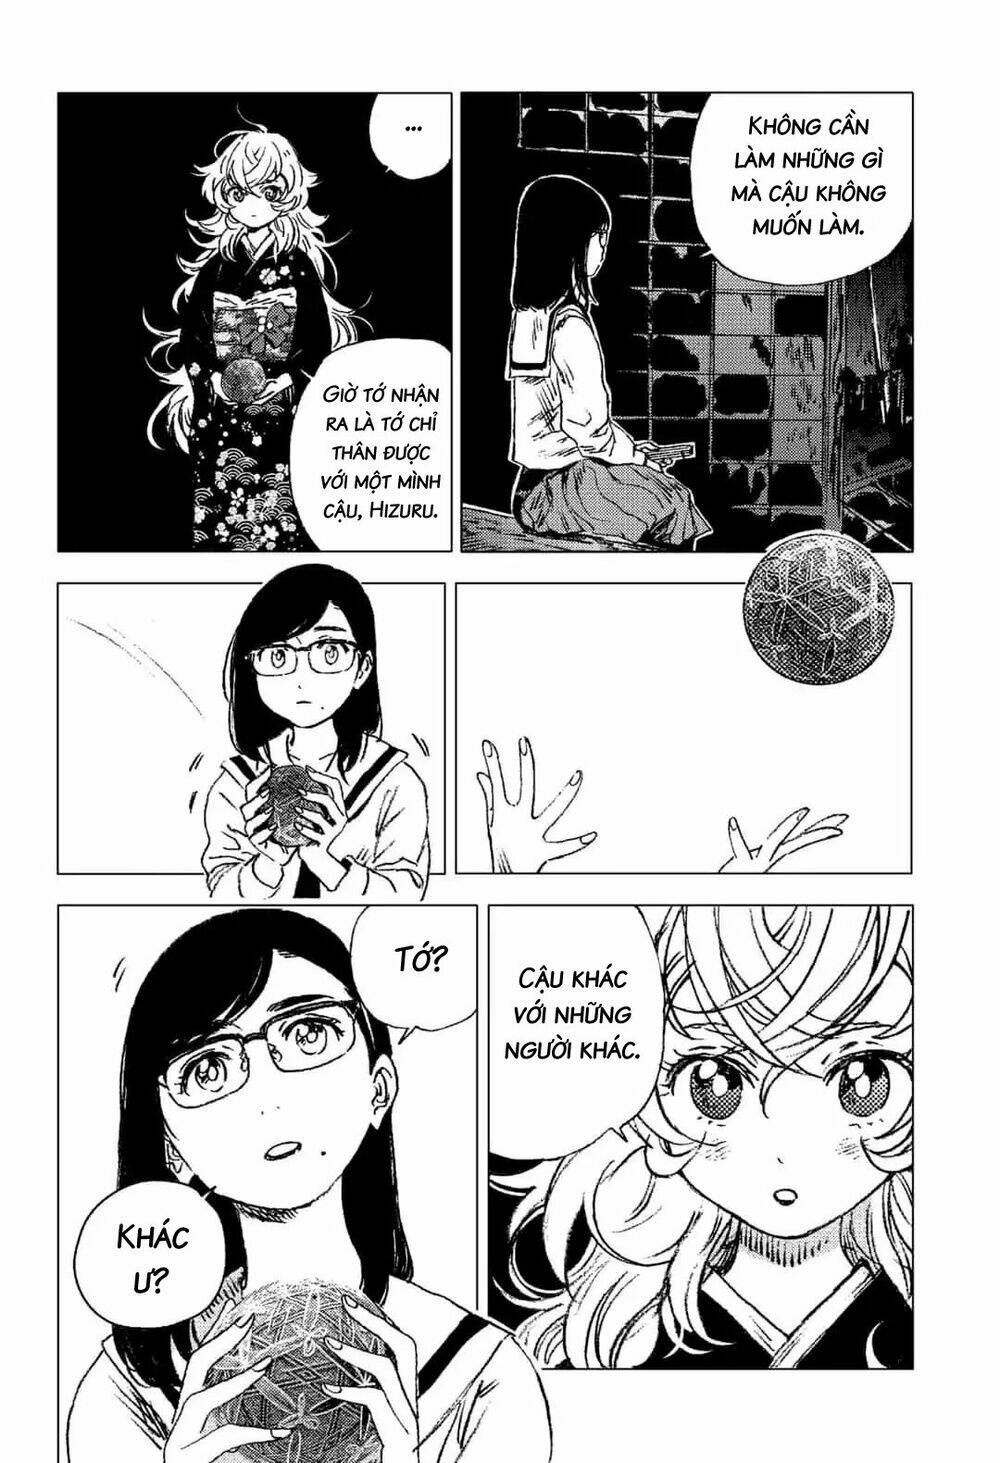 KHÔNG CẦN
LÀM NHỮNG GÌ
MÀ CẬU KHÔNG
MUỐN LÀM.
...
GIỜ TỚ NHẬN
RA LÀ TỚ CHỈ
THÂN ĐƯỢC
VỚI MỘT MÌNH
CẬU, HIZURU.
CẬU KHÁC
VỚI NHỮNG
NGƯỜI KHÁC.
TỚ?
KHÁC
Ư?